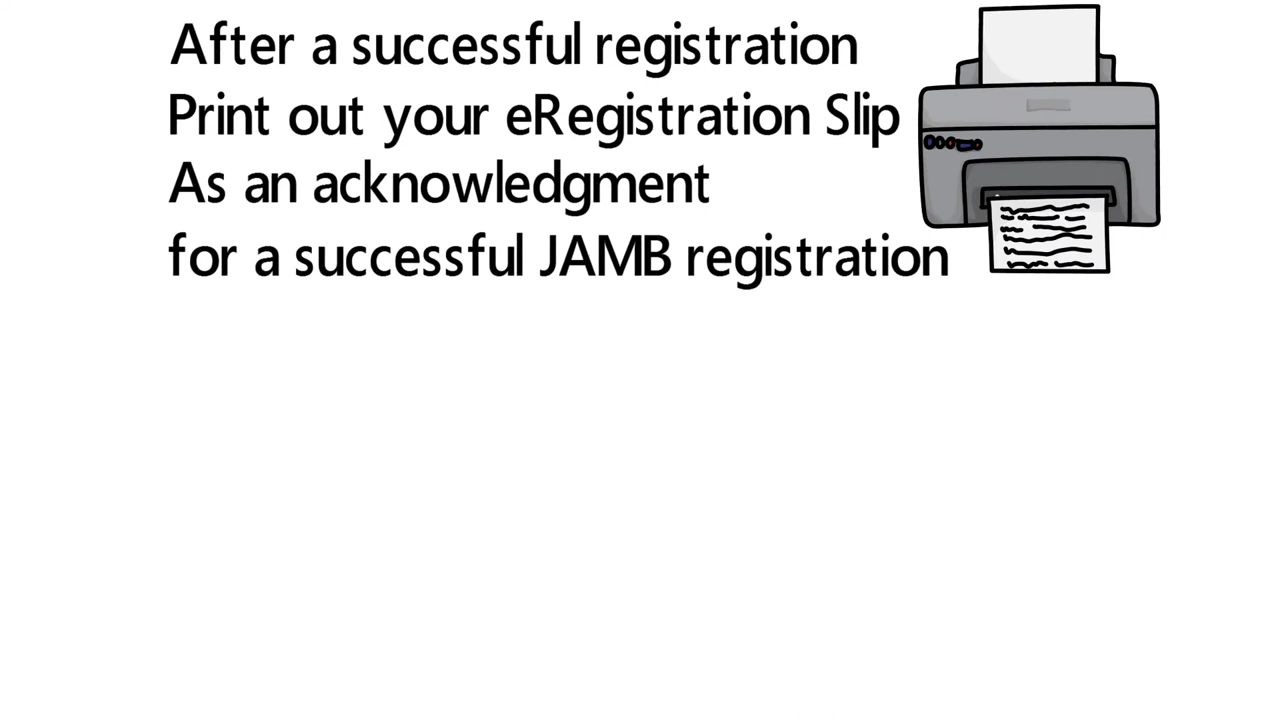 After a successful registration
Print out your eRegistration Slip
As an acknowledgment
for a successful JAMB registration